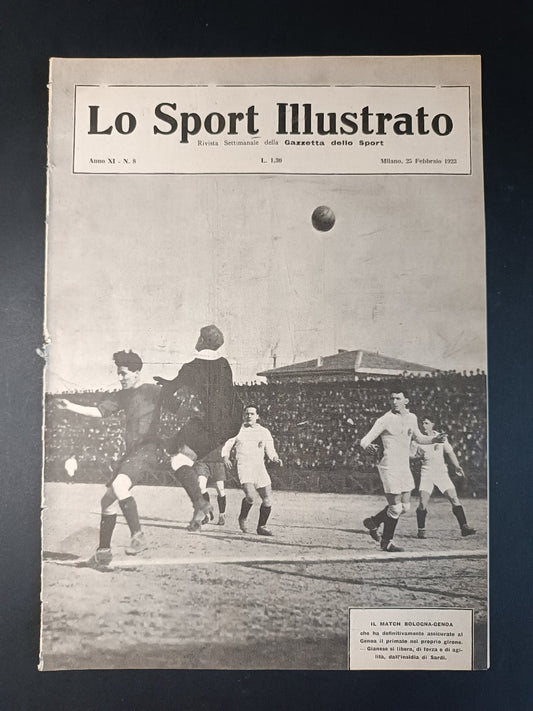 Lo Sport Illustrato
Rivista Settimanale della Gazzetta dello Sport
Anno XI - N. 8 L. 1,30 Milano, 25 Febbraio 1923
IL MATCH BOLOGNA-GENOA
che ha definitivamente assicurato al
Genoa il primato nel proprio girone.
— Gianese si libera, di forza e di agi-
lità, dall'insidia di Sardi.